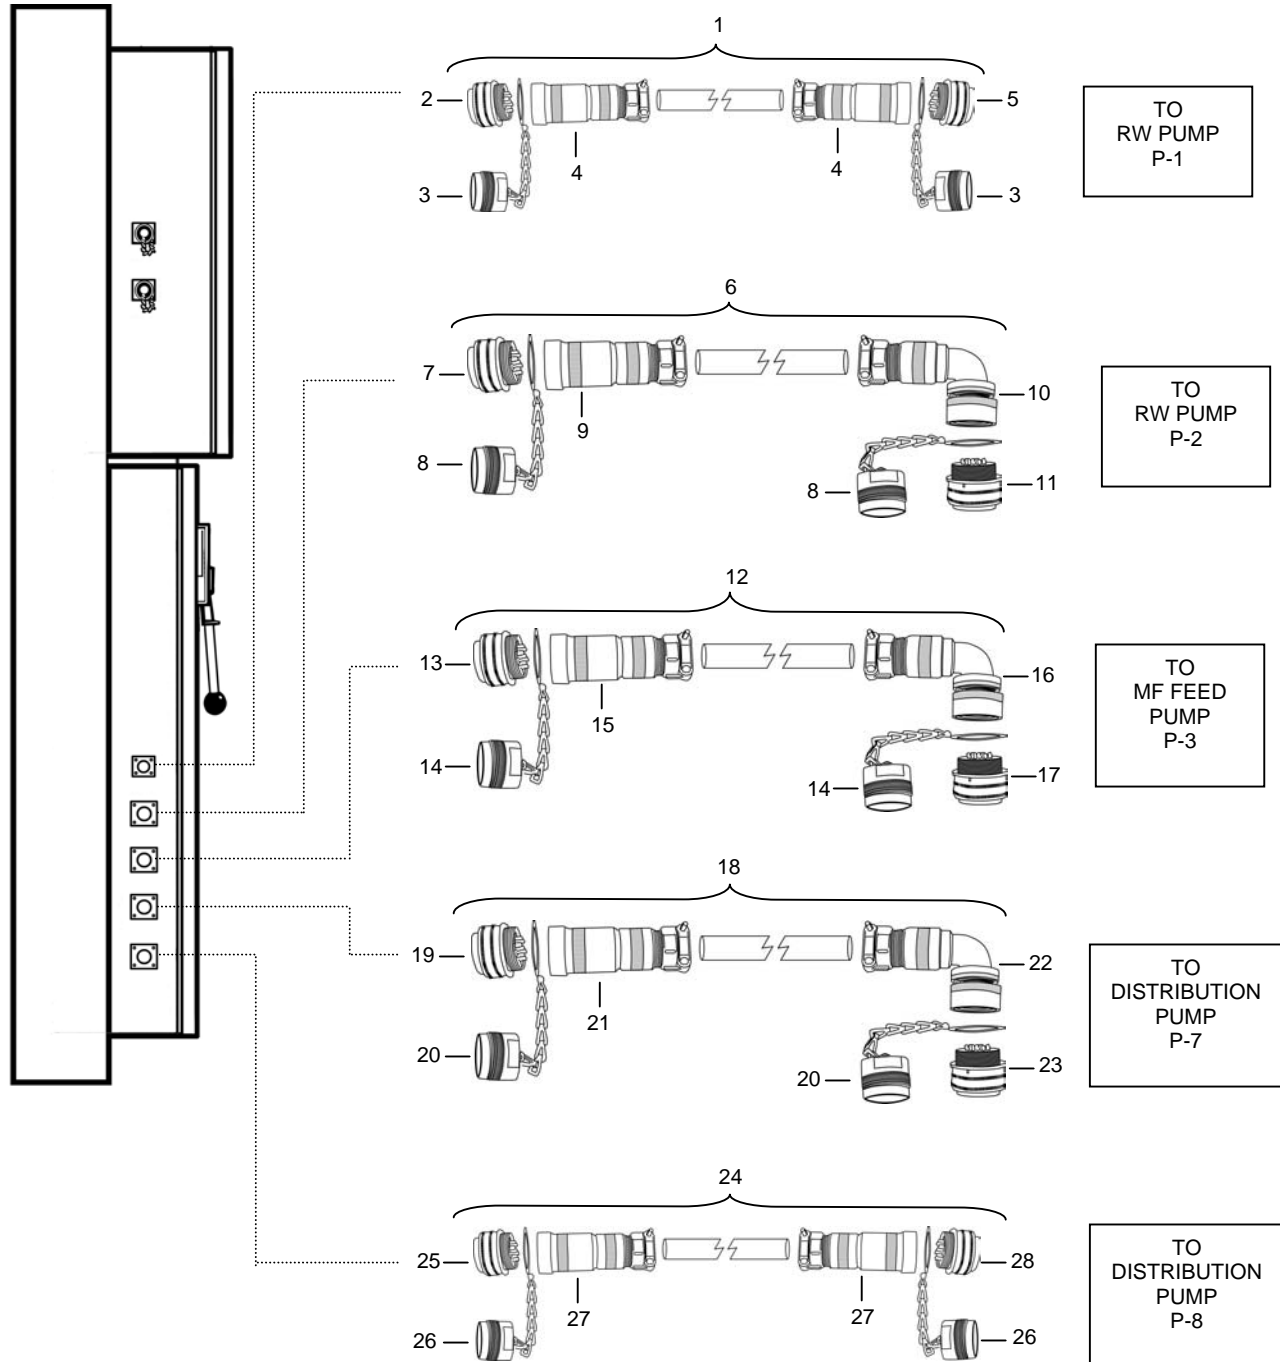 1
2
5
4
4
3
3
TO
RW PUMP
P-1
6
7
10
9
8
8
11
TO
RW PUMP
P-2
12
13
16
15
14
14
17
TO
MF FEED
PUMP
P-3
18
19
22
21
20
20
23
TO
DISTRIBUTION
PUMP
P-7
24
25
28
27
27
26
26
TO
DISTRIBUTION
PUMP
P-8